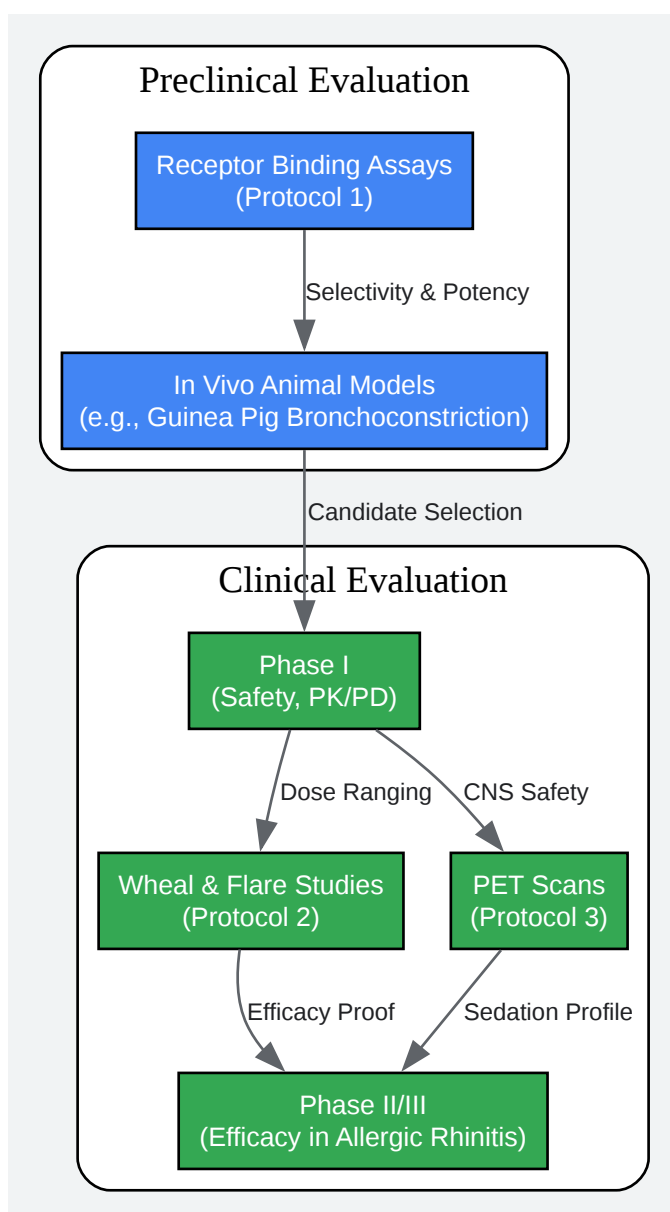 Preclinical Evaluation
Receptor Binding Assays
(Protocol 1)
Selectivity & Potency
In Vivo Animal Models
(e.g., Guinea Pig Bronchoconstriction)
Candidate Selection
Clinical Evaluation
Phase I
(Safety, PK/PD)
Dose Ranging
CNS Safety
Wheal & Flare Studies
(Protocol 2)
PET Scans
(Protocol 3)
Efficacy Proof
Sedation Profile
Phase II/III
(Efficacy in Allergic Rhinitis)